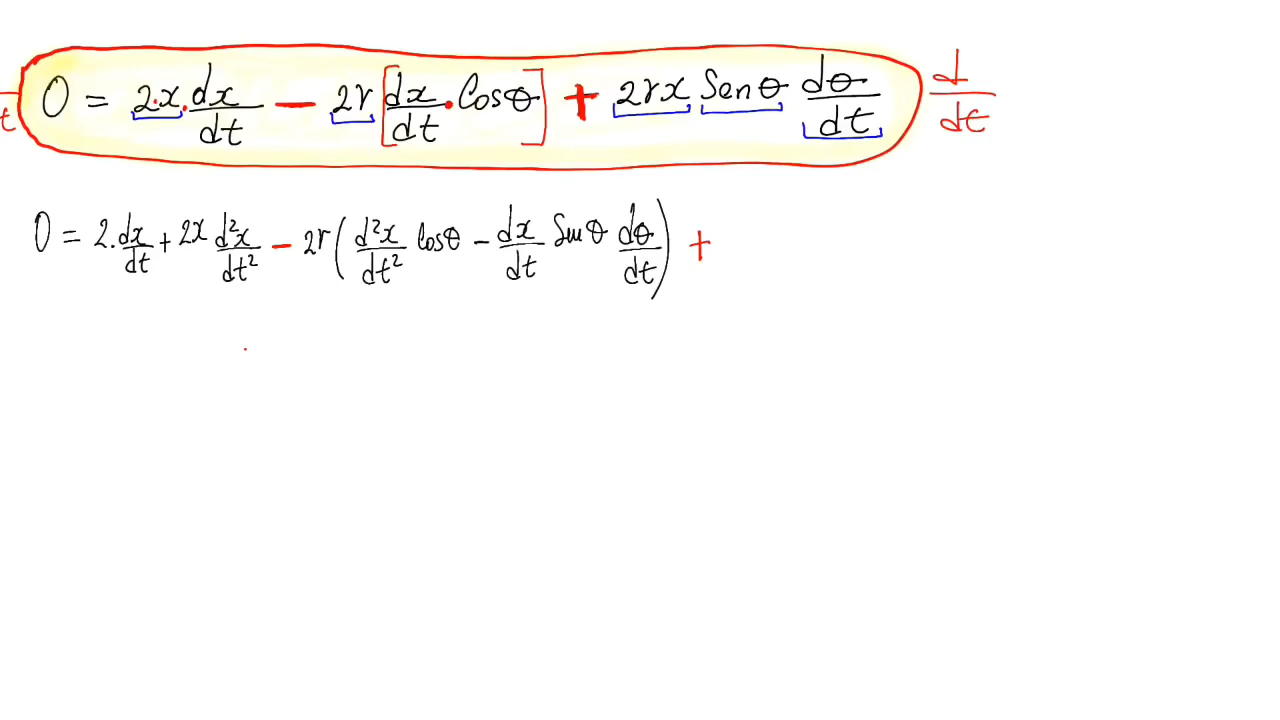 t 0 = 2.x.dx/dt − 2r[dx/dt . Cosθ] + 2rx Senθ dθ/dt d/dt
0 = 2.dx/dt + 2x d²x/dt² − 2r(d²x/dt² Cosθ − dx/dt Senθ dθ/dt) +